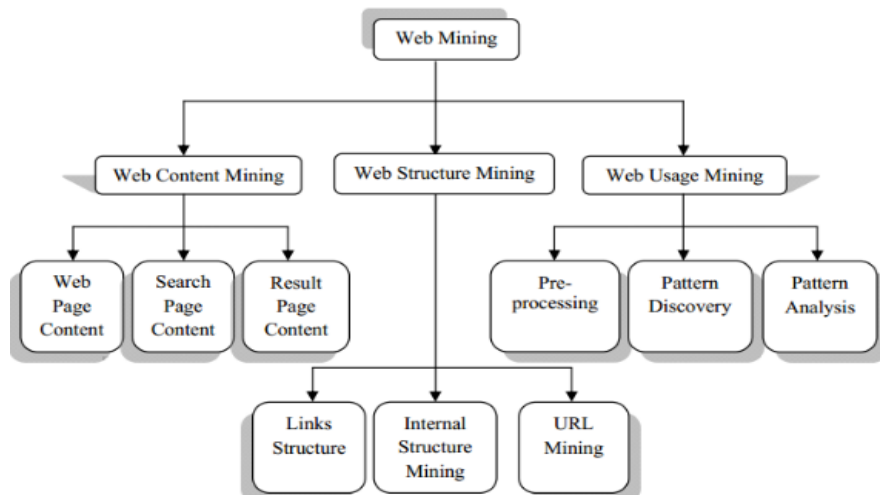 Web Mining
Web Content Mining
Web Structure Mining
Web Usage Mining
Web
Page
Content
Search
Page
Content
Result
Page
Content
Pre-
processing
Pattern
Discovery
Pattern
Analysis
Links
Structure
Internal
Structure
Mining
URL
Mining